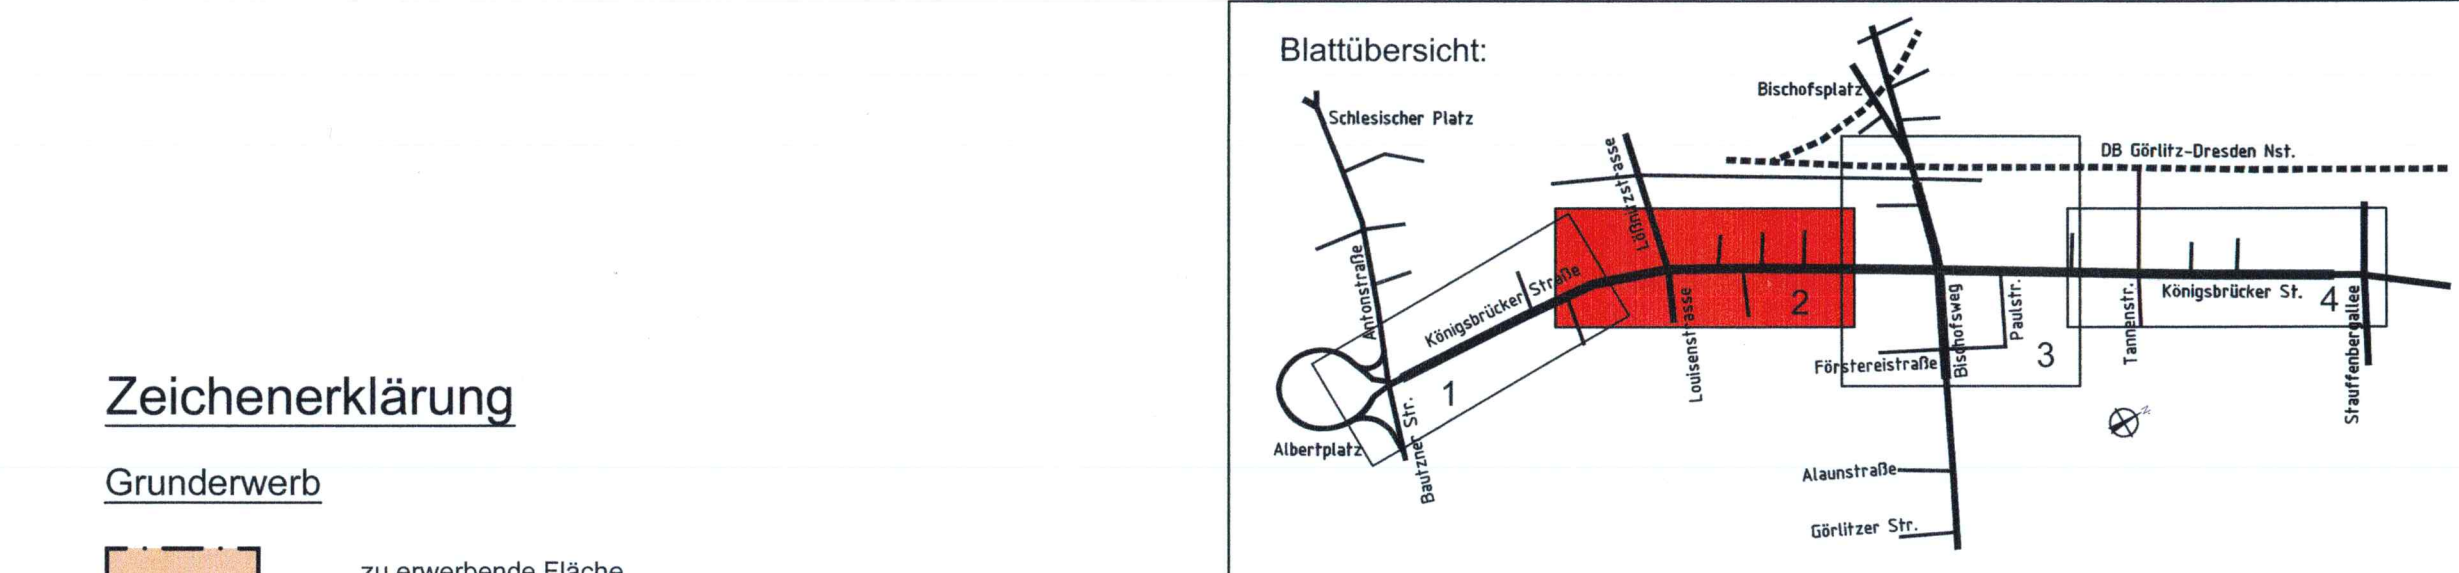 Blattübersicht:
Bischofsplatz
Schlesischer Platz
DB Görlitz-Dresden Nst.
Lößnitzstrasse
Antonstraße
Königsbrücker Straße
2
Louisenstrasse
Bischofsweg
Paulstr.
Tannenstr.
Königsbrücker St.
4
Stauffenbergallee
Förstereistraße
3
1
Albertplatz
Bautzner Str.
N
Alaunstraße
Görlitzer Str.
Zeichenerklärung
Grunderwerb
zu erwerbende Fläche